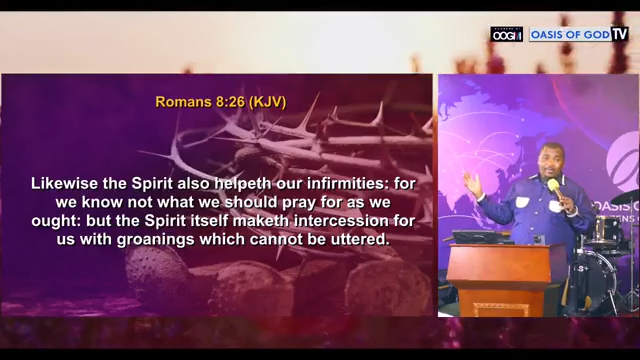 OOGM
OASIS OF GOD TV
Romans 8:26 (KJV)
Likewise the Spirit also helpeth our infirmities: for
we know not what we should pray for as we
ought: but the Spirit itself maketh intercession for
us with groanings which cannot be uttered.
OASIS